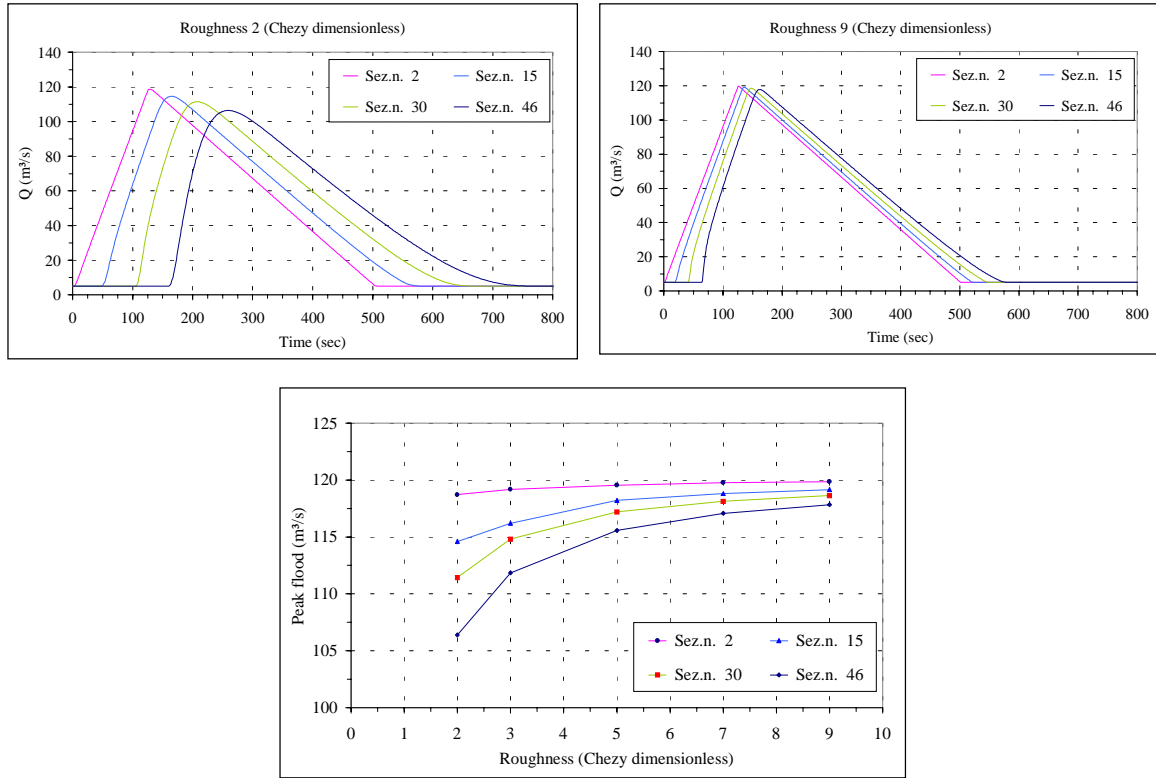 Roughness 2 (Chezy dimensionless)
140
120
100
80
60
40
20
0
Q (m³/s)
Sez.n. 2
Sez.n. 15
Sez.n. 30
Sez.n. 46
0 100 200 300 400 500 600 700 800
Time (sec)
Roughness 9 (Chezy dimensionless)
140
120
100
80
60
40
20
0
Q (m³/s)
Sez.n. 2
Sez.n. 15
Sez.n. 30
Sez.n. 46
0 100 200 300 400 500 600 700 800
Time (sec)
125
120
115
110
105
100
Peak flood (m³/s)
Sez.n. 2
Sez.n. 15
Sez.n. 30
Sez.n. 46
0 1 2 3 4 5 6 7 8 9 10
Roughness (Chezy dimensionless)